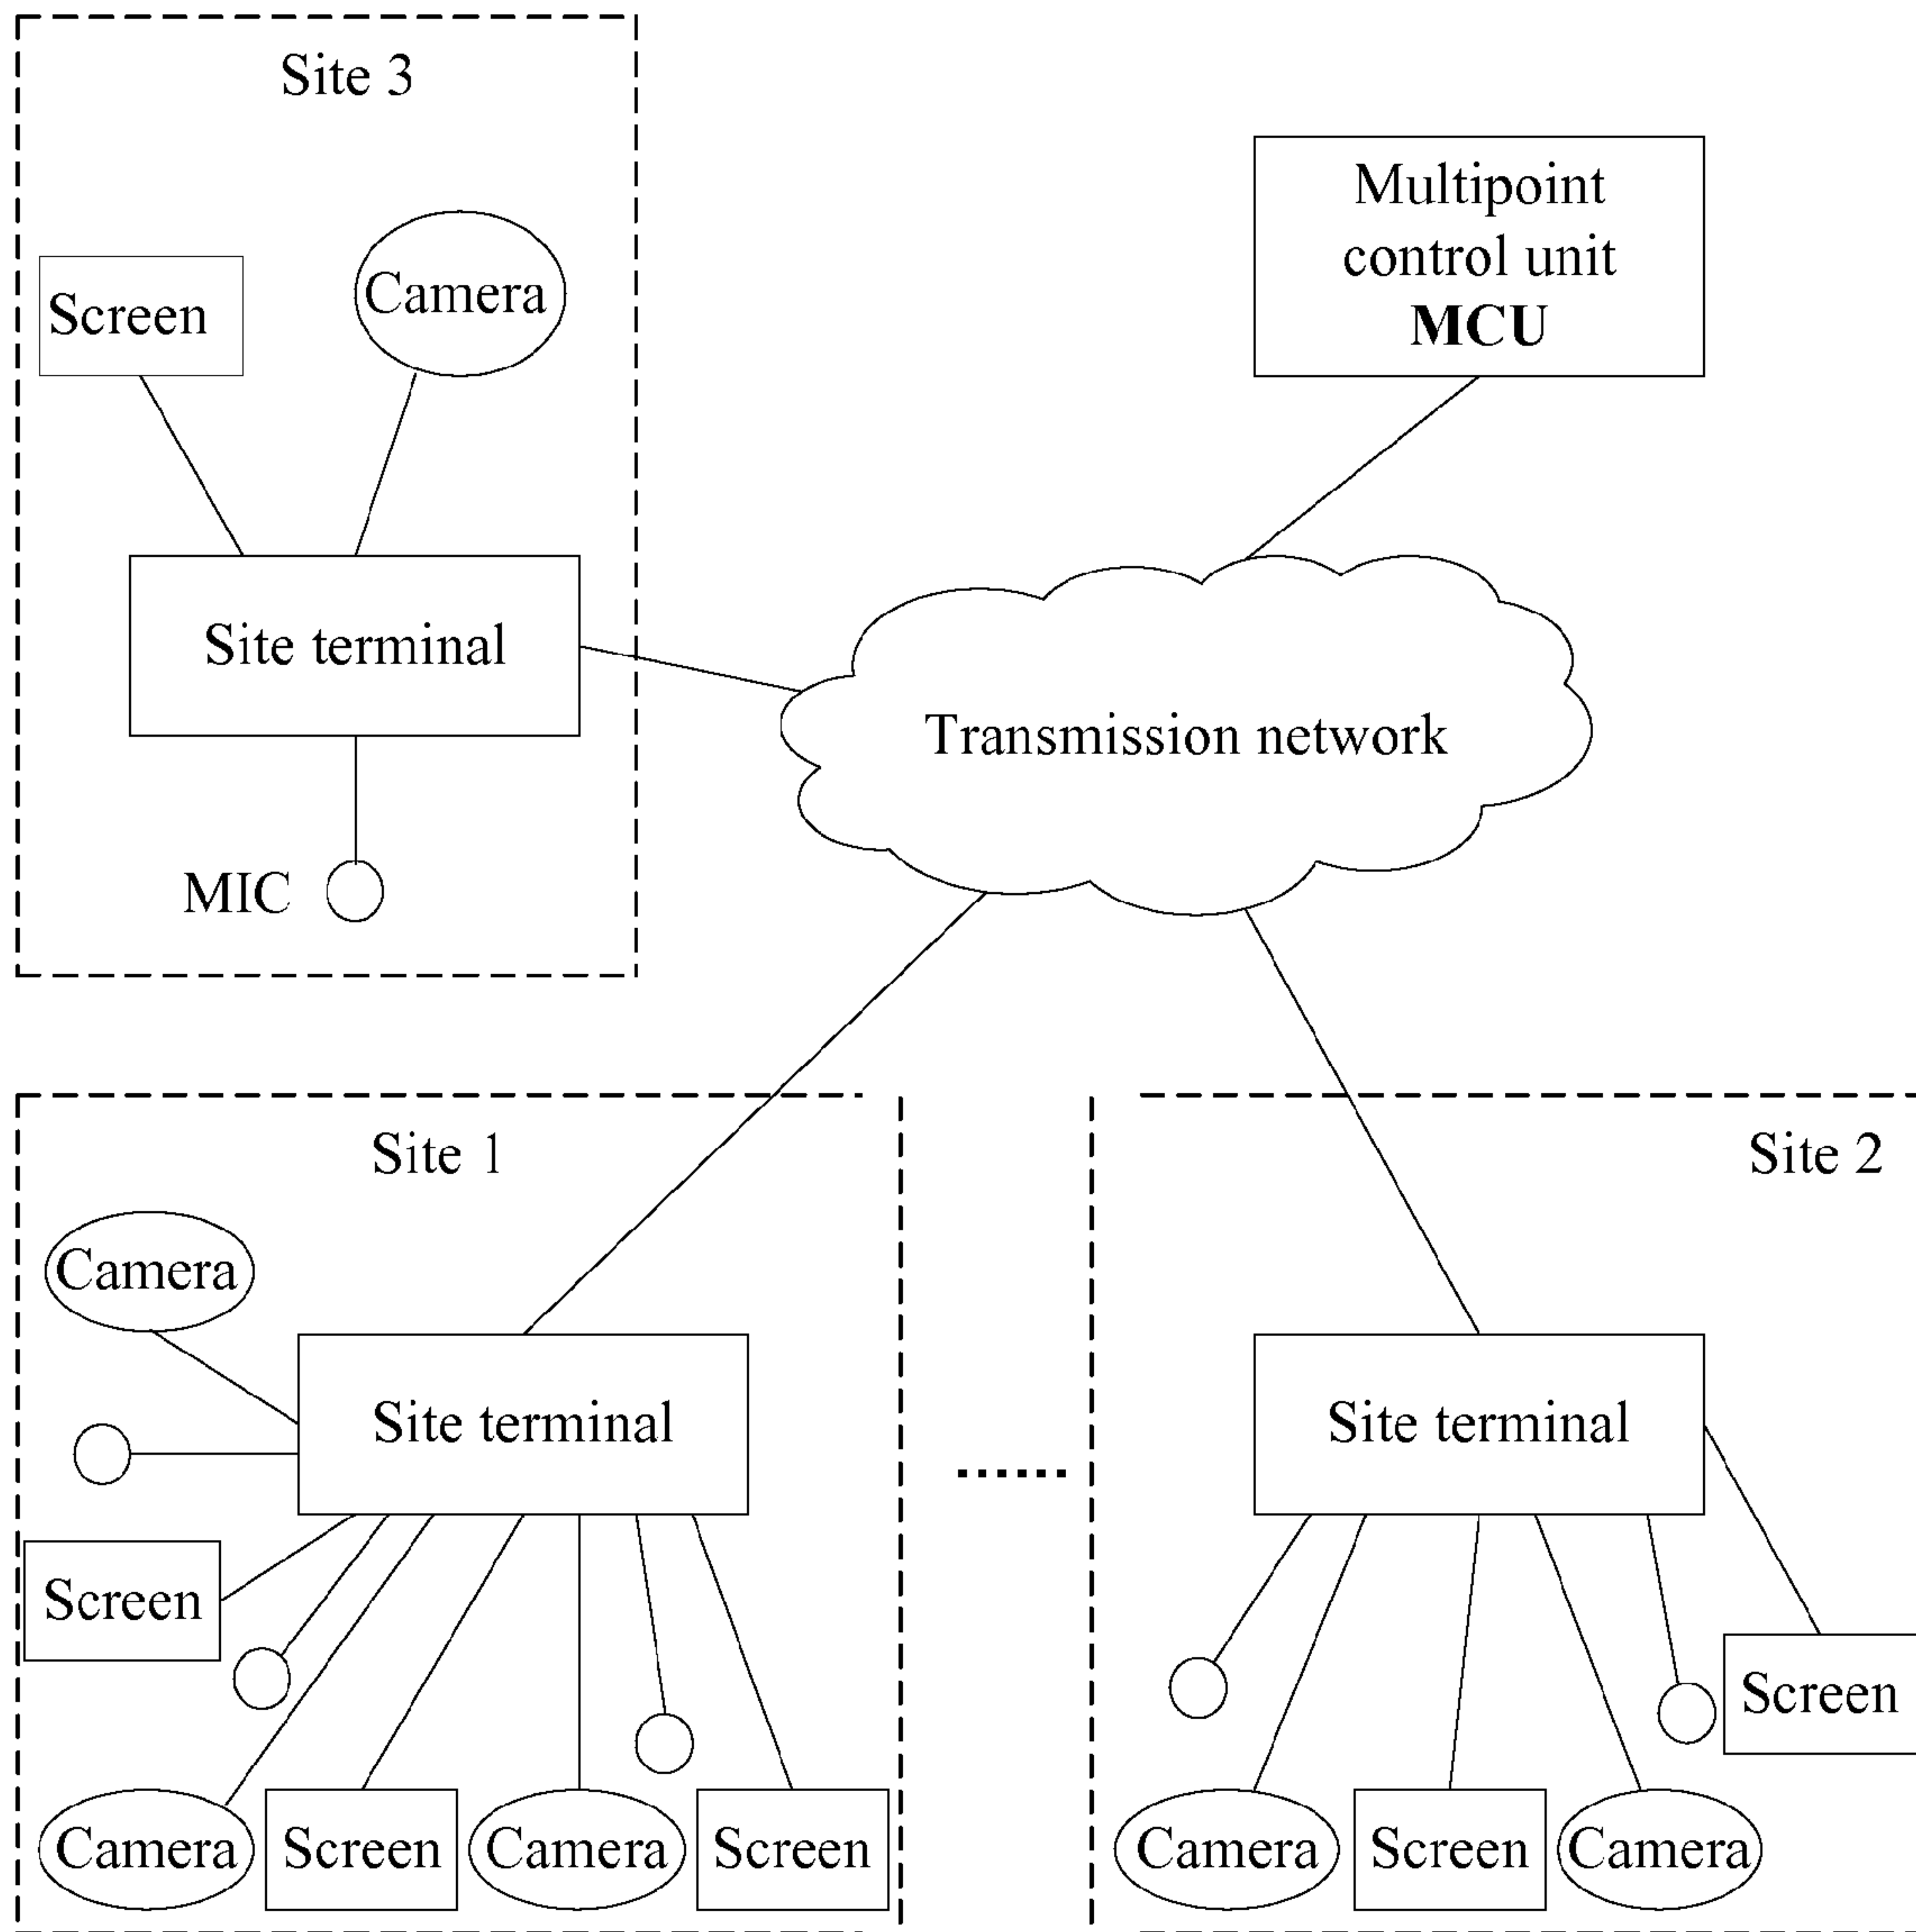 Site 3
Screen
Camera
Site terminal
MIC
Multipoint
control unit
MCU
Transmission network
Site 1
Camera
Site terminal
Screen
Camera
Screen
Camera
Screen
Site 2
Site terminal
Screen
Camera
Screen
Camera